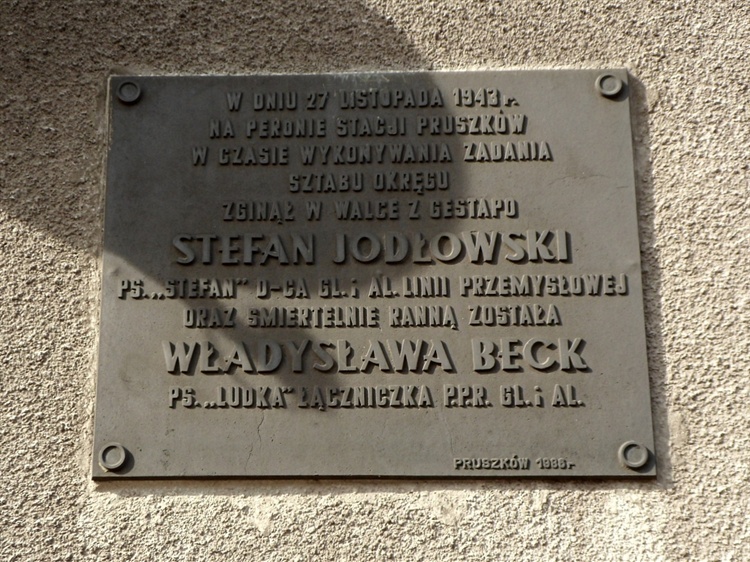 W DNIU 27 LISTOPADA 1943 r.
NA PERONIE STACJI PRUSZKÓW
W CZASIE WYKONYWANIA ZADANIA
SZTABU OKRĘGU
ZGINĄŁ W WALCE Z GESTAPO
STEFAN JODŁOWSKI
PS. „STEFAN" D-CA GL. i AL. LINII PRZEMYSŁOWEJ
ORAZ ŚMIERTELNIE RANNĄ ZOSTAŁA
WŁADYSŁAWA BECK
PS. „LUDKA" ŁĄCZNICZKA P.P.R. GL. i AL.
PRUSZKÓW 1986 r.